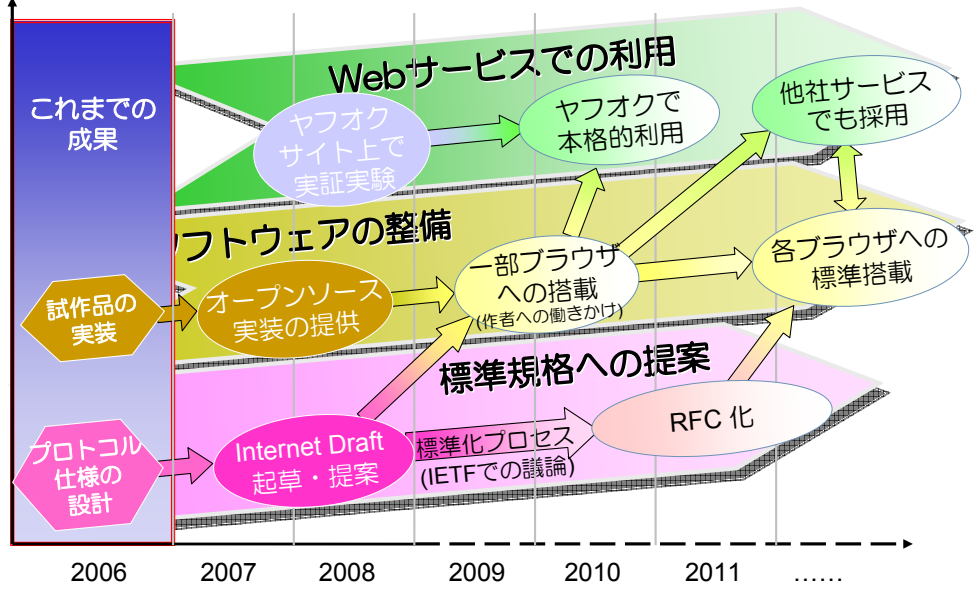 Webサービスでの利用
これまでの
成果
ヤフオク
サイト上で
実証実験
ヤフオクで
本格的利用
他社サービス
でも採用
ソフトウェアの整備
試作品の
実装
オープンソース
実装の提供
一部ブラウザ
への搭載
(作者への働きかけ)
各ブラウザへの
標準搭載
標準規格への提案
プロトコル
仕様の
設計
Internet Draft
起草・提案
標準化プロセス
(IETFでの議論)
RFC 化
2006 2007 2008 2009 2010 2011 ……